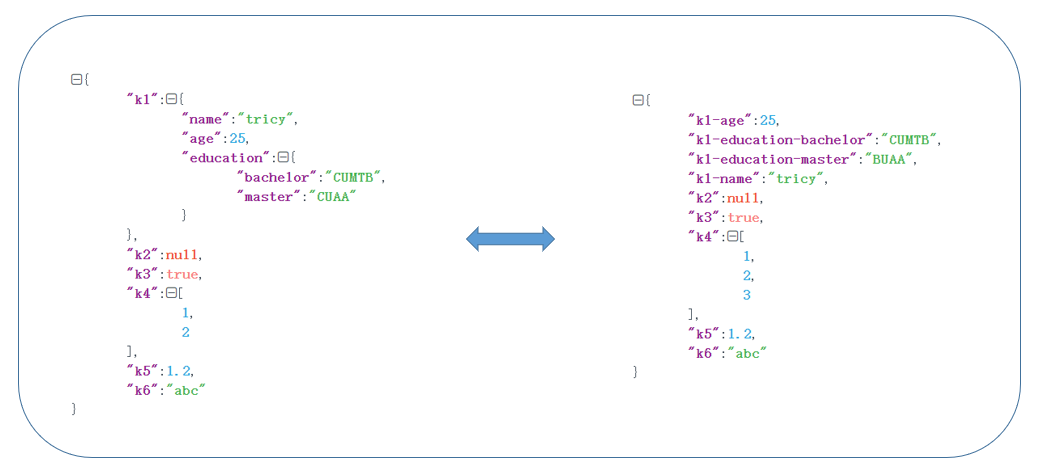 {
"k1":{
"name":"tricy",
"age":25,
"education":{
"bachelor":"CUMTB",
"master":"CUAA"
}
},
"k2":null,
"k3":true,
"k4":[
1,
2
],
"k5":1.2,
"k6":"abc"
}
{
"k1-age":25,
"k1-education-bachelor":"CUMTB",
"k1-education-master":"BUAA",
"k1-name":"tricy",
"k2":null,
"k3":true,
"k4":[
1,
2,
3
],
"k5":1.2,
"k6":"abc"
}